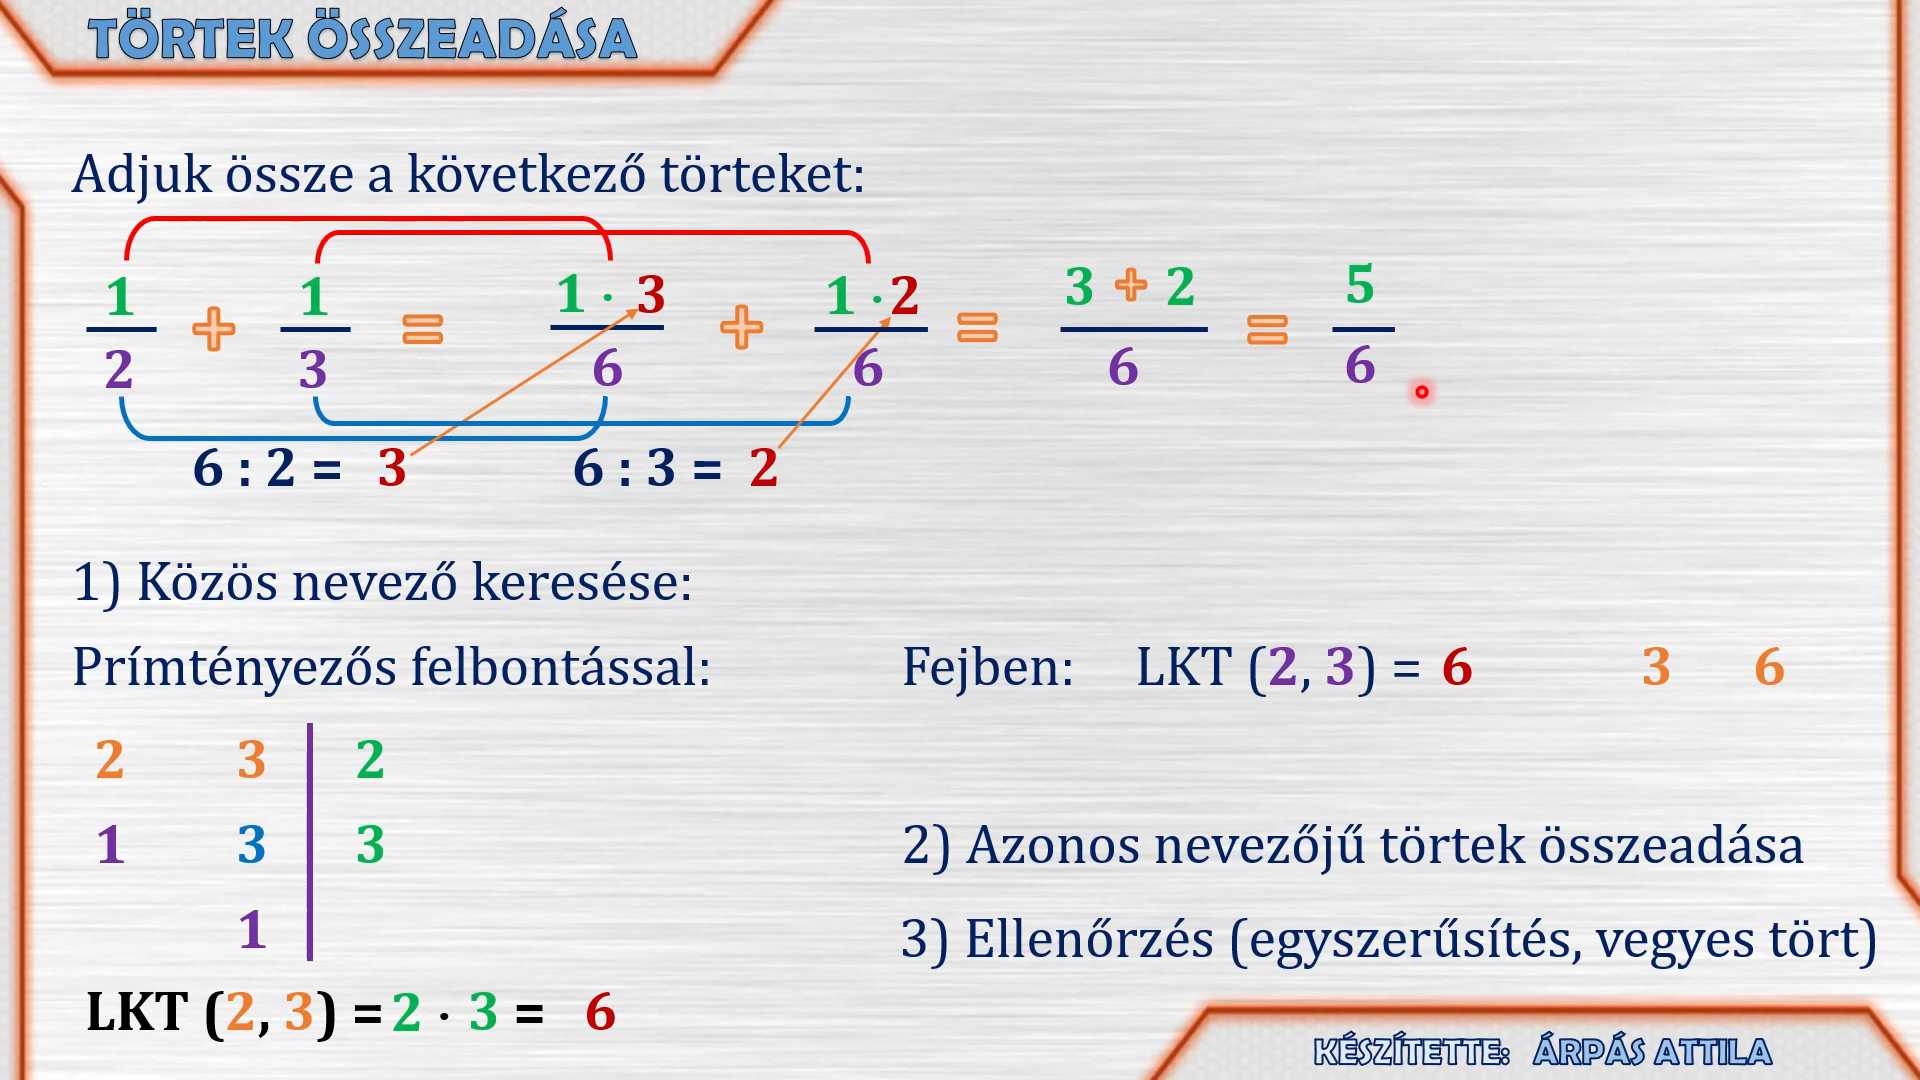 TÖRTEK ÖSSZEADÁSA
Adjuk össze a következő törteket:
1/2 + 1/3 = 1 · 3/6 + 1 · 2/6 = 3 + 2/6 = 5/6
6 : 2 = 3 6 : 3 = 2
1) Közös nevező keresése:
Prímtényezős felbontással:
2 3 | 2
1 3 | 3
1 |
LKT (2, 3) = 2 · 3 = 6
Fejben: LKT (2, 3) = 6 3 6
2) Azonos nevezőjű törtek összeadása
3) Ellenőrzés (egyszerűsítés, vegyes tört)
KÉSZÍTETTE: ÁRPÁS ATTILA